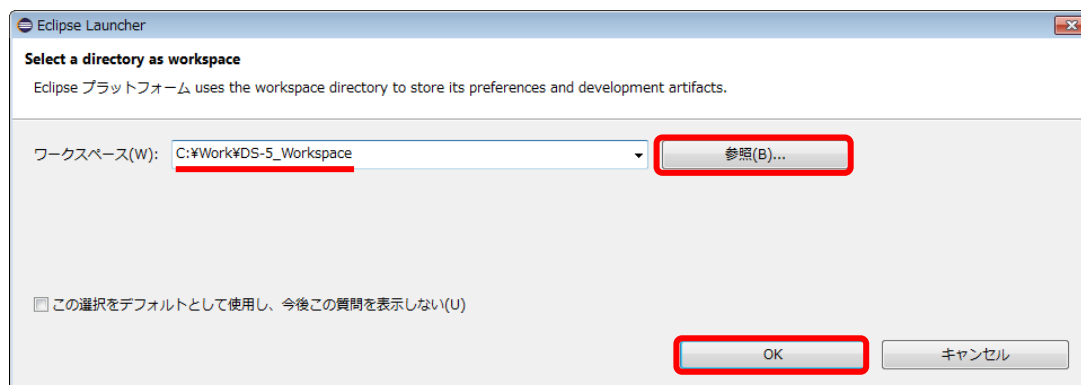 Eclipse Launcher
Select a directory as workspace
Eclipse プラットフォーム uses the workspace directory to store its preferences and development artifacts.
ワークスペース(W): C:¥Work¥DS-5_Workspace 参照(B)...
この選択をデフォルトとして使用し、今後この質問を表示しない(U)
OK キャンセル